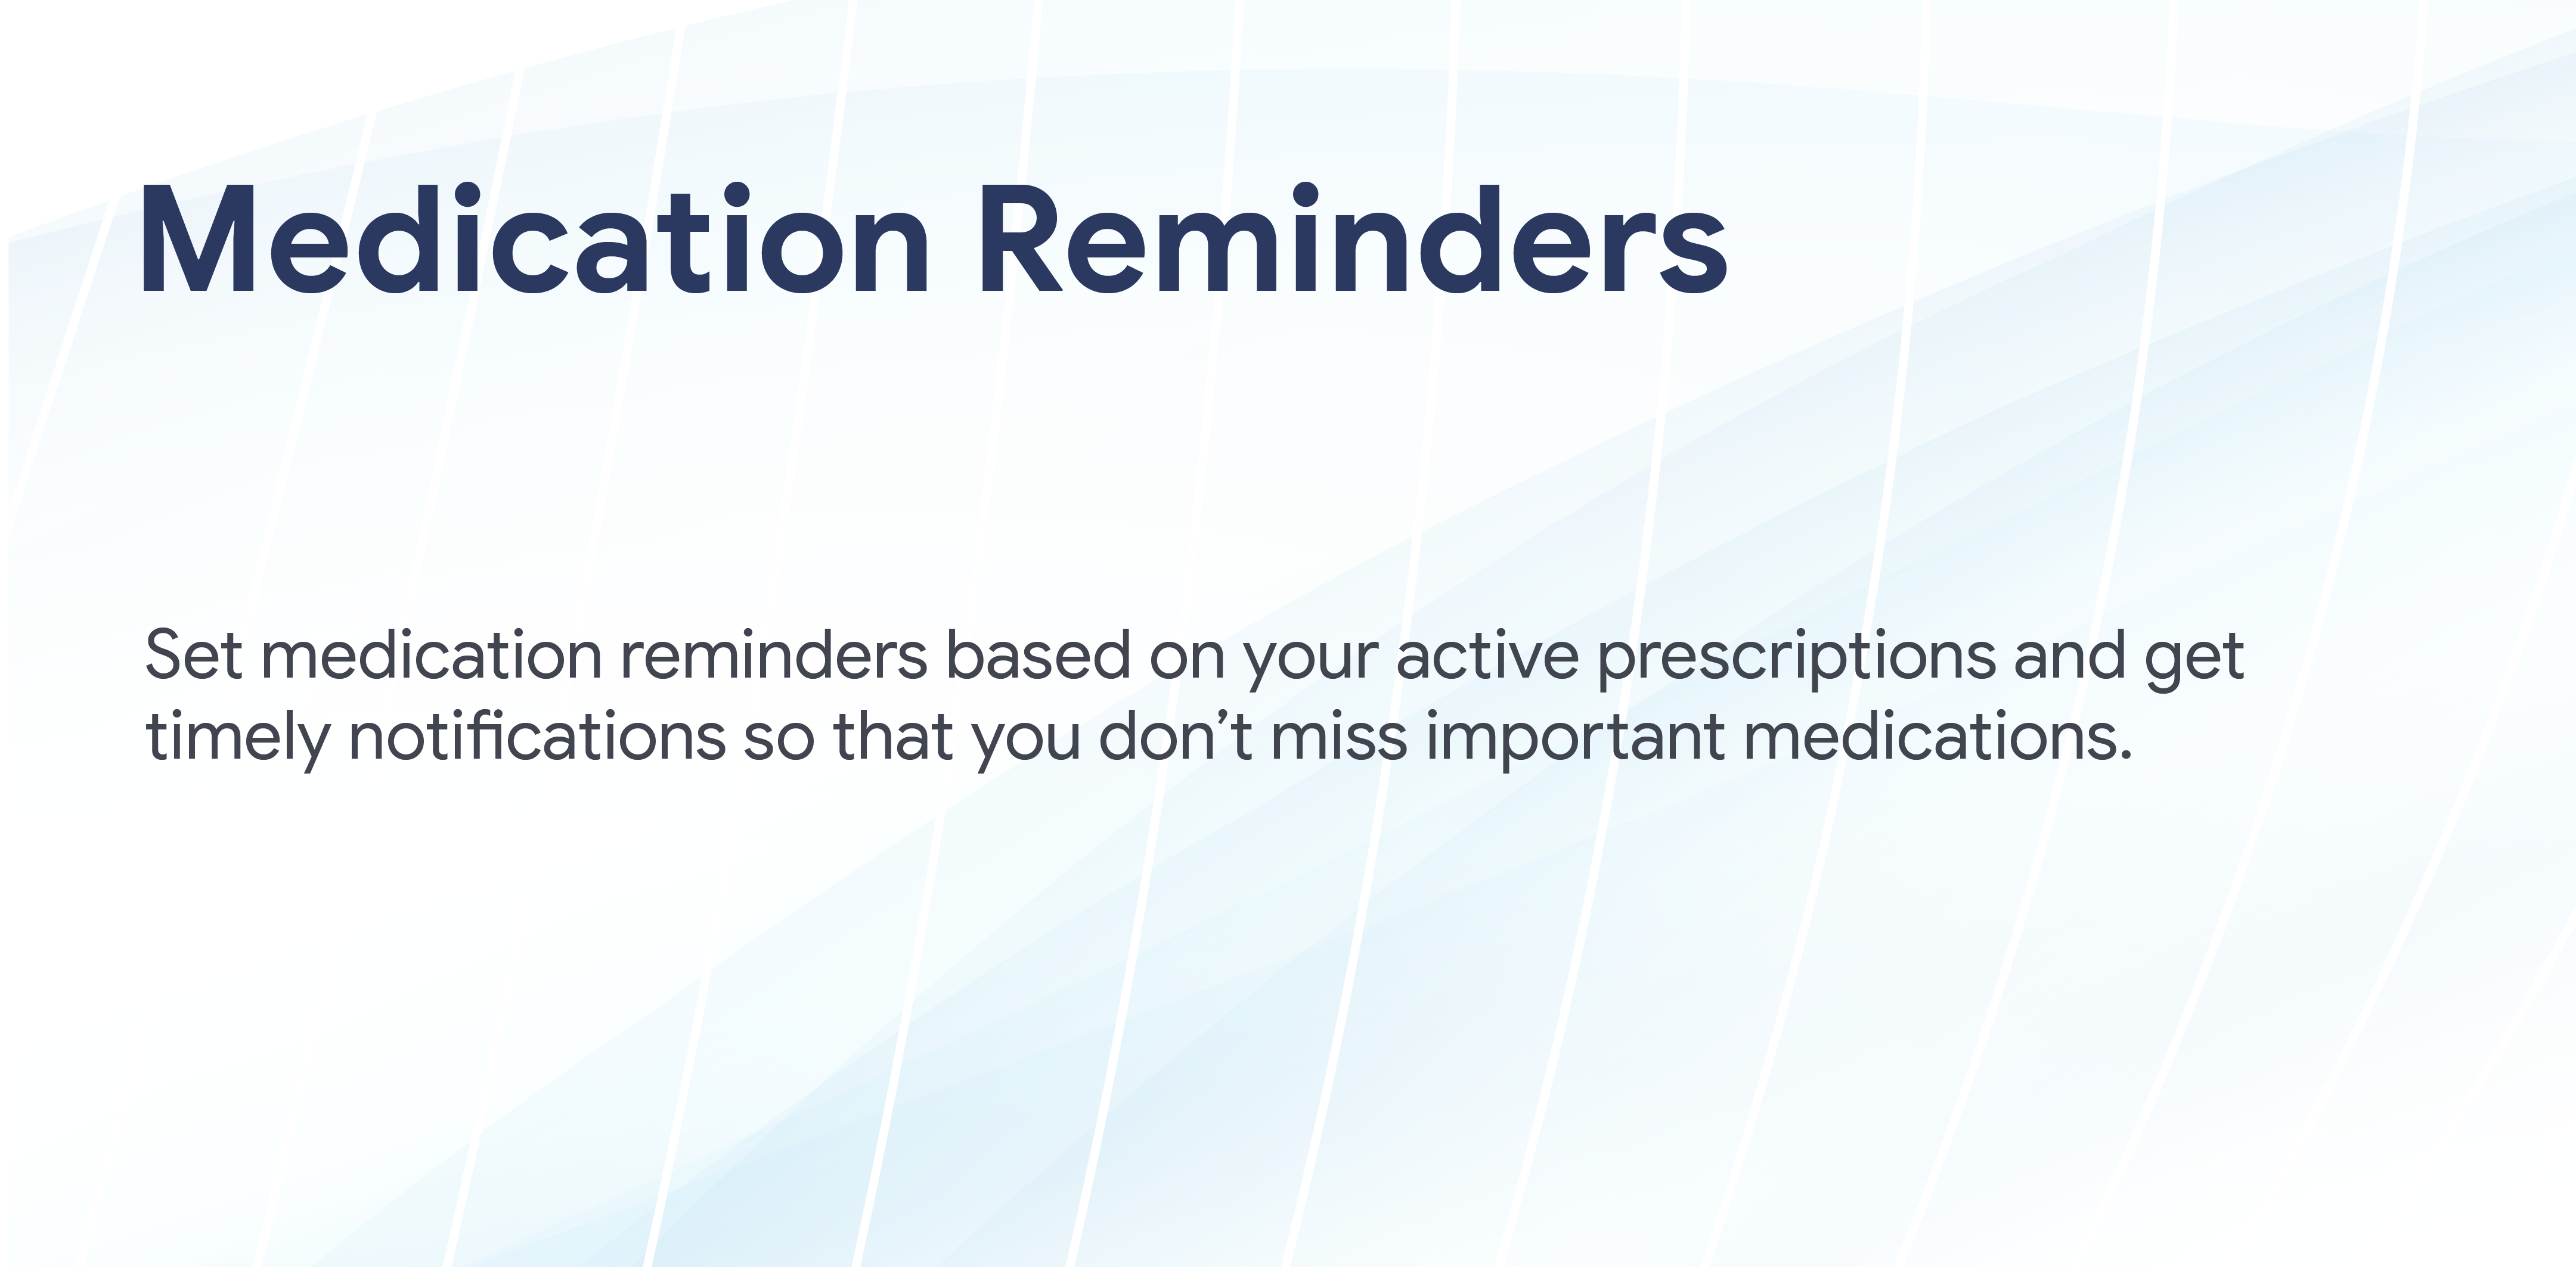 Medication Reminders
Set medication reminders based on your active prescriptions and get
timely notifications so that you don’t miss important medications.